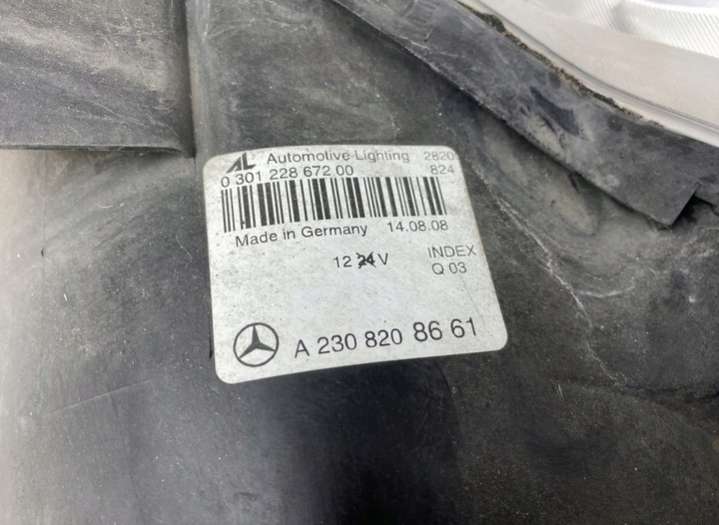 AL Automotive Lighting 2820
0 301 228 672 00 824
Made in Germany 14.08.08
12 24 V INDEX
Q 03
A 230 820 86 61